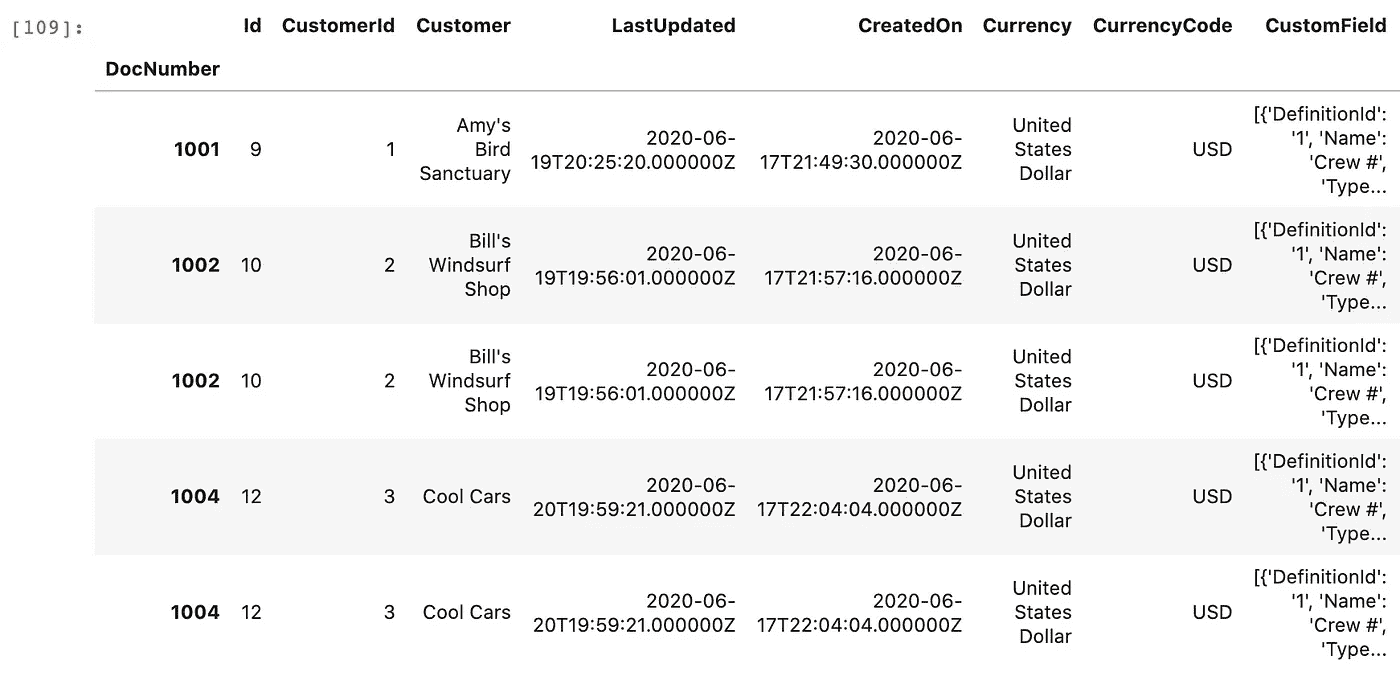 [109]:
Id CustomerId Customer LastUpdated CreatedOn Currency CurrencyCode CustomField
DocNumber
1001 9 1 Amy's Bird Sanctuary 2020-06-19T20:25:20.000000Z 2020-06-17T21:49:30.000000Z United States Dollar USD [{'DefinitionId': '1', 'Name': 'Crew #', 'Type...
1002 10 2 Bill's Windsurf Shop 2020-06-19T19:56:01.000000Z 2020-06-17T21:57:16.000000Z United States Dollar USD [{'DefinitionId': '1', 'Name': 'Crew #', 'Type...
1002 10 2 Bill's Windsurf Shop 2020-06-19T19:56:01.000000Z 2020-06-17T21:57:16.000000Z United States Dollar USD [{'DefinitionId': '1', 'Name': 'Crew #', 'Type...
1004 12 3 Cool Cars 2020-06-20T19:59:21.000000Z 2020-06-17T22:04:04.000000Z United States Dollar USD [{'DefinitionId': '1', 'Name': 'Crew #', 'Type...
1004 12 3 Cool Cars 2020-06-20T19:59:21.000000Z 2020-06-17T22:04:04.000000Z United States Dollar USD [{'DefinitionId': '1', 'Name': 'Crew #', 'Type...